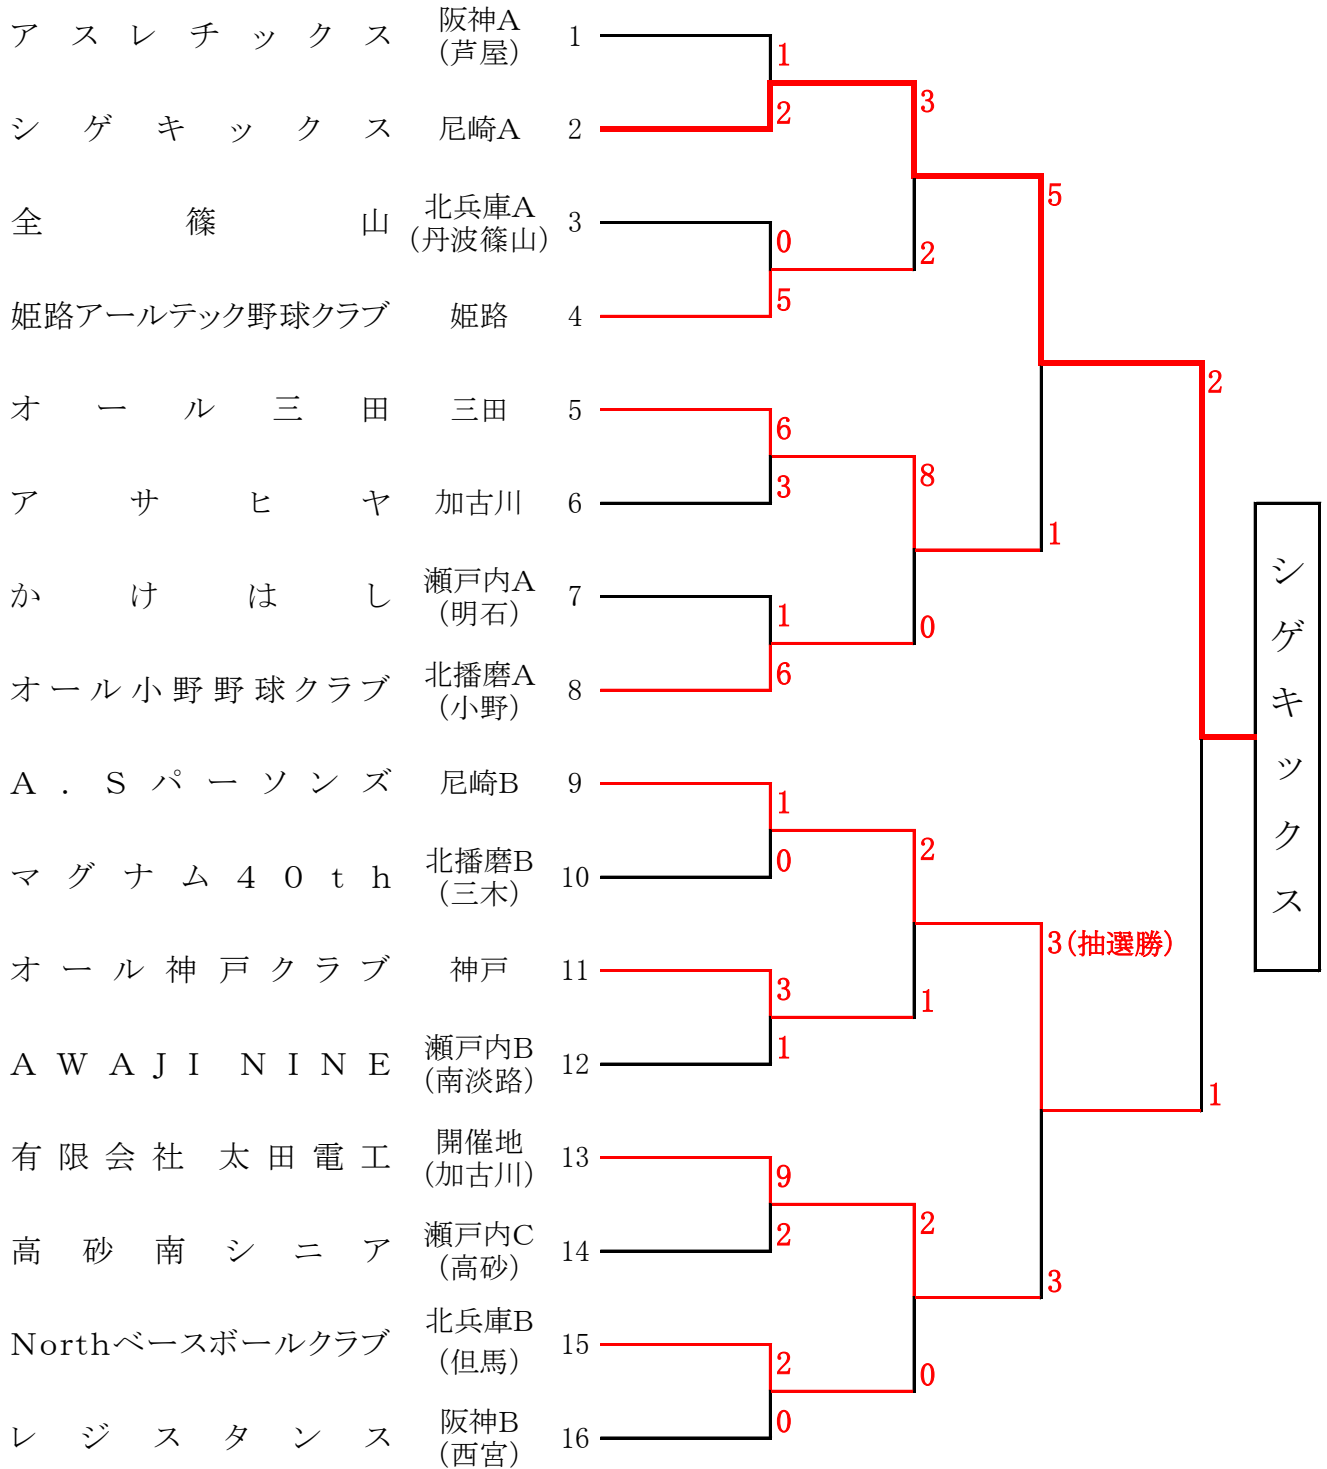 アスレチックス 阪神A (芦屋) 1
シゲキックス 尼崎A 2
全篠山 北兵庫A (丹波篠山) 3
姫路アールテック野球クラブ 姫路 4
オール三田 三田 5
アサヒヤ 加古川 6
かけはし 瀬戸内A (明石) 7
オール小野野球クラブ 北播磨A (小野) 8
A.Sパーソンズ 尼崎B 9
マグナム40th 北播磨B (三木) 10
オール神戸クラブ 神戸 11
AWAJI NINE 瀬戸内B (南淡路) 12
有限会社 太田電工 開催地 (加古川) 13
高砂南シニア 瀬戸内C (高砂) 14
Northベースボールクラブ 北兵庫B (但馬) 15
レジスタンス 阪神B (西宮) 16
1
2
0
5
6
3
1
6
1
0
3
1
9
2
2
0
3
2
8
0
2
1
2
0
5
1
3(抽選勝)
3
2
1
シゲキックス